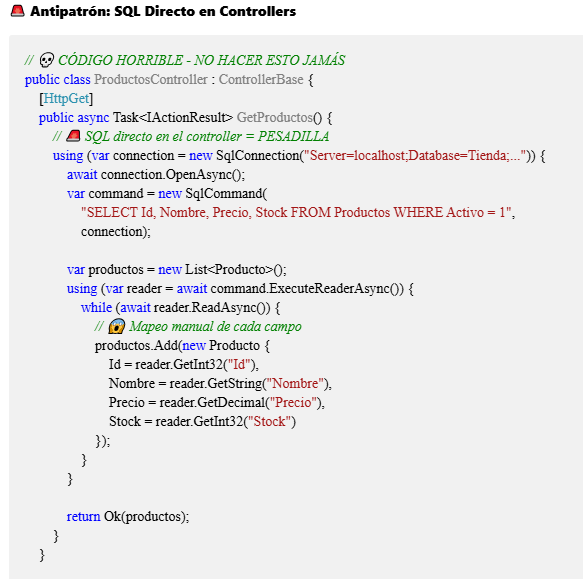 🚨 Antipatrón: SQL Directo en Controllers
// 💀 CÓDIGO HORRIBLE - NO HACER ESTO JAMÁS
public class ProductosController : ControllerBase {
[HttpGet]
public async Task<IActionResult> GetProductos() {
// 🚨 SQL directo en el controller = PESADILLA
using (var connection = new SqlConnection("Server=localhost;Database=Tienda;...")) {
await connection.OpenAsync();
var command = new SqlCommand(
"SELECT Id, Nombre, Precio, Stock FROM Productos WHERE Activo = 1",
connection);
var productos = new List<Producto>();
using (var reader = await command.ExecuteReaderAsync()) {
while (await reader.ReadAsync()) {
// 😱 Mapeo manual de cada campo
productos.Add(new Producto {
Id = reader.GetInt32("Id"),
Nombre = reader.GetString("Nombre"),
Precio = reader.GetDecimal("Precio"),
Stock = reader.GetInt32("Stock")
});
}
}
return Ok(productos);
}
}